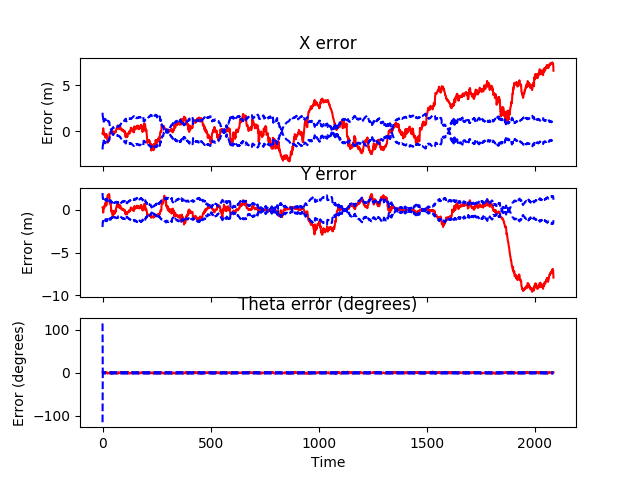 X error
Error (m)
5
0
Y error
Error (m)
0
−5
−10
Theta error (degrees)
Error (degrees)
100
0
−100
0 500 1000 1500 2000
Time